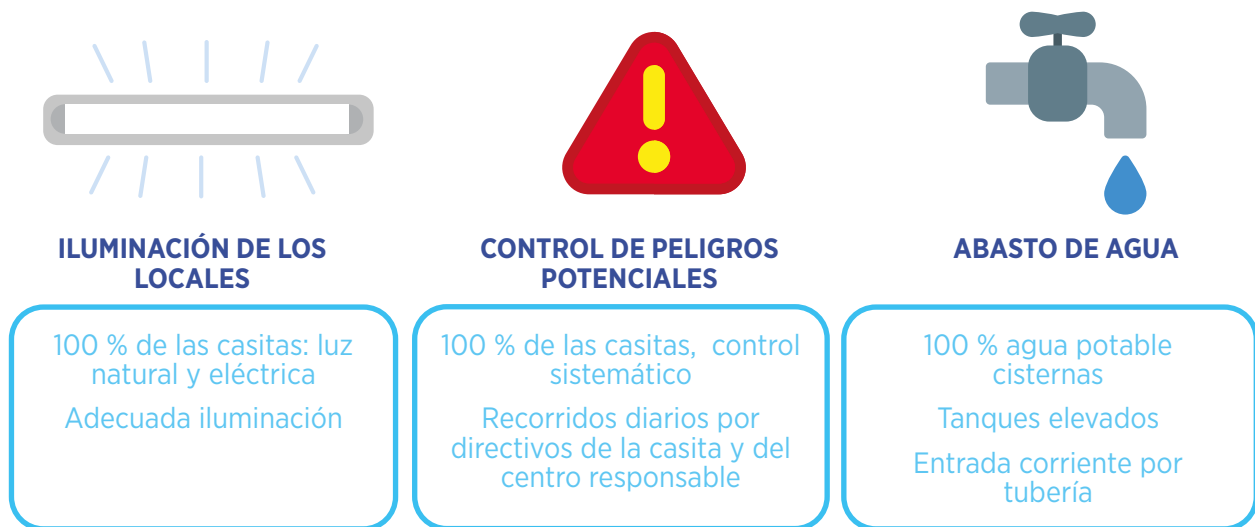 ILUMINACIÓN DE LOS
LOCALES
100 % de las casitas: luz
natural y eléctrica
Adecuada iluminación
CONTROL DE PELIGROS
POTENCIALES
100 % de las casitas, control
sistemático
Recorridos diarios por
directivos de la casita y del
centro responsable
ABASTO DE AGUA
100 % agua potable
cisternas
Tanques elevados
Entrada corriente por
tubería